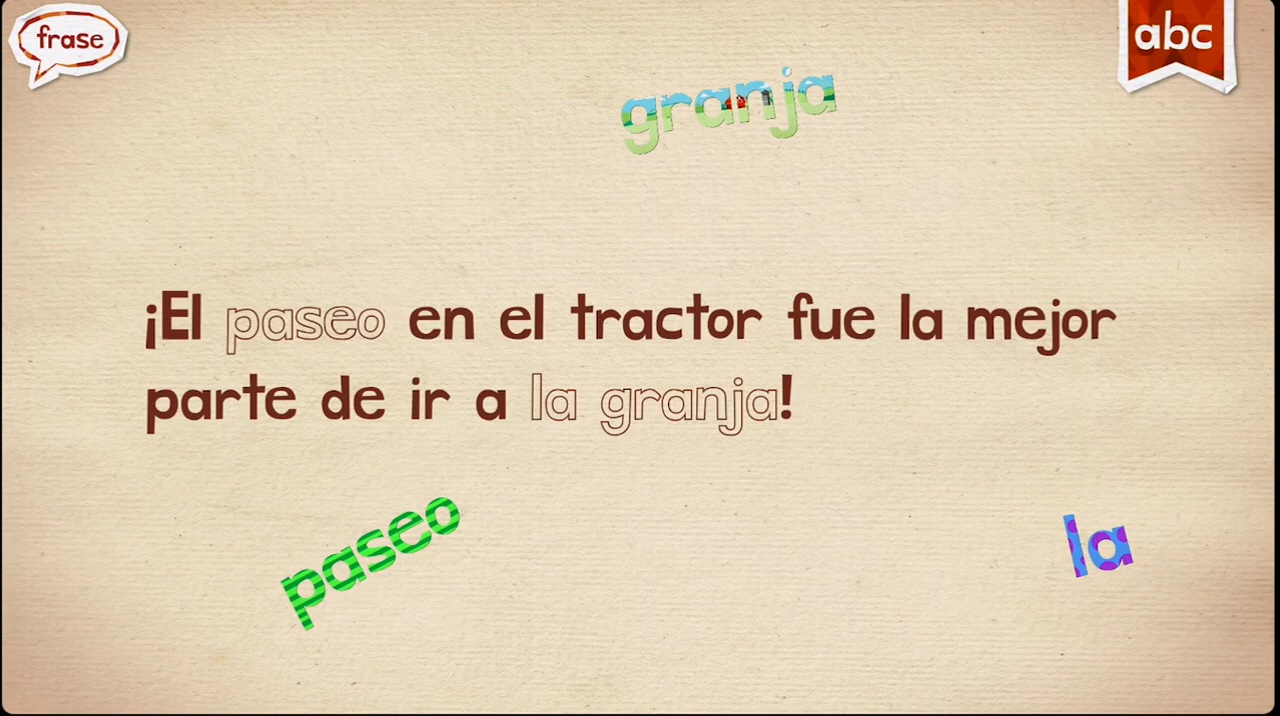 frase
abc
granja
¡El paseo en el tractor fue la mejor
parte de ir a la granja!
paseo
la